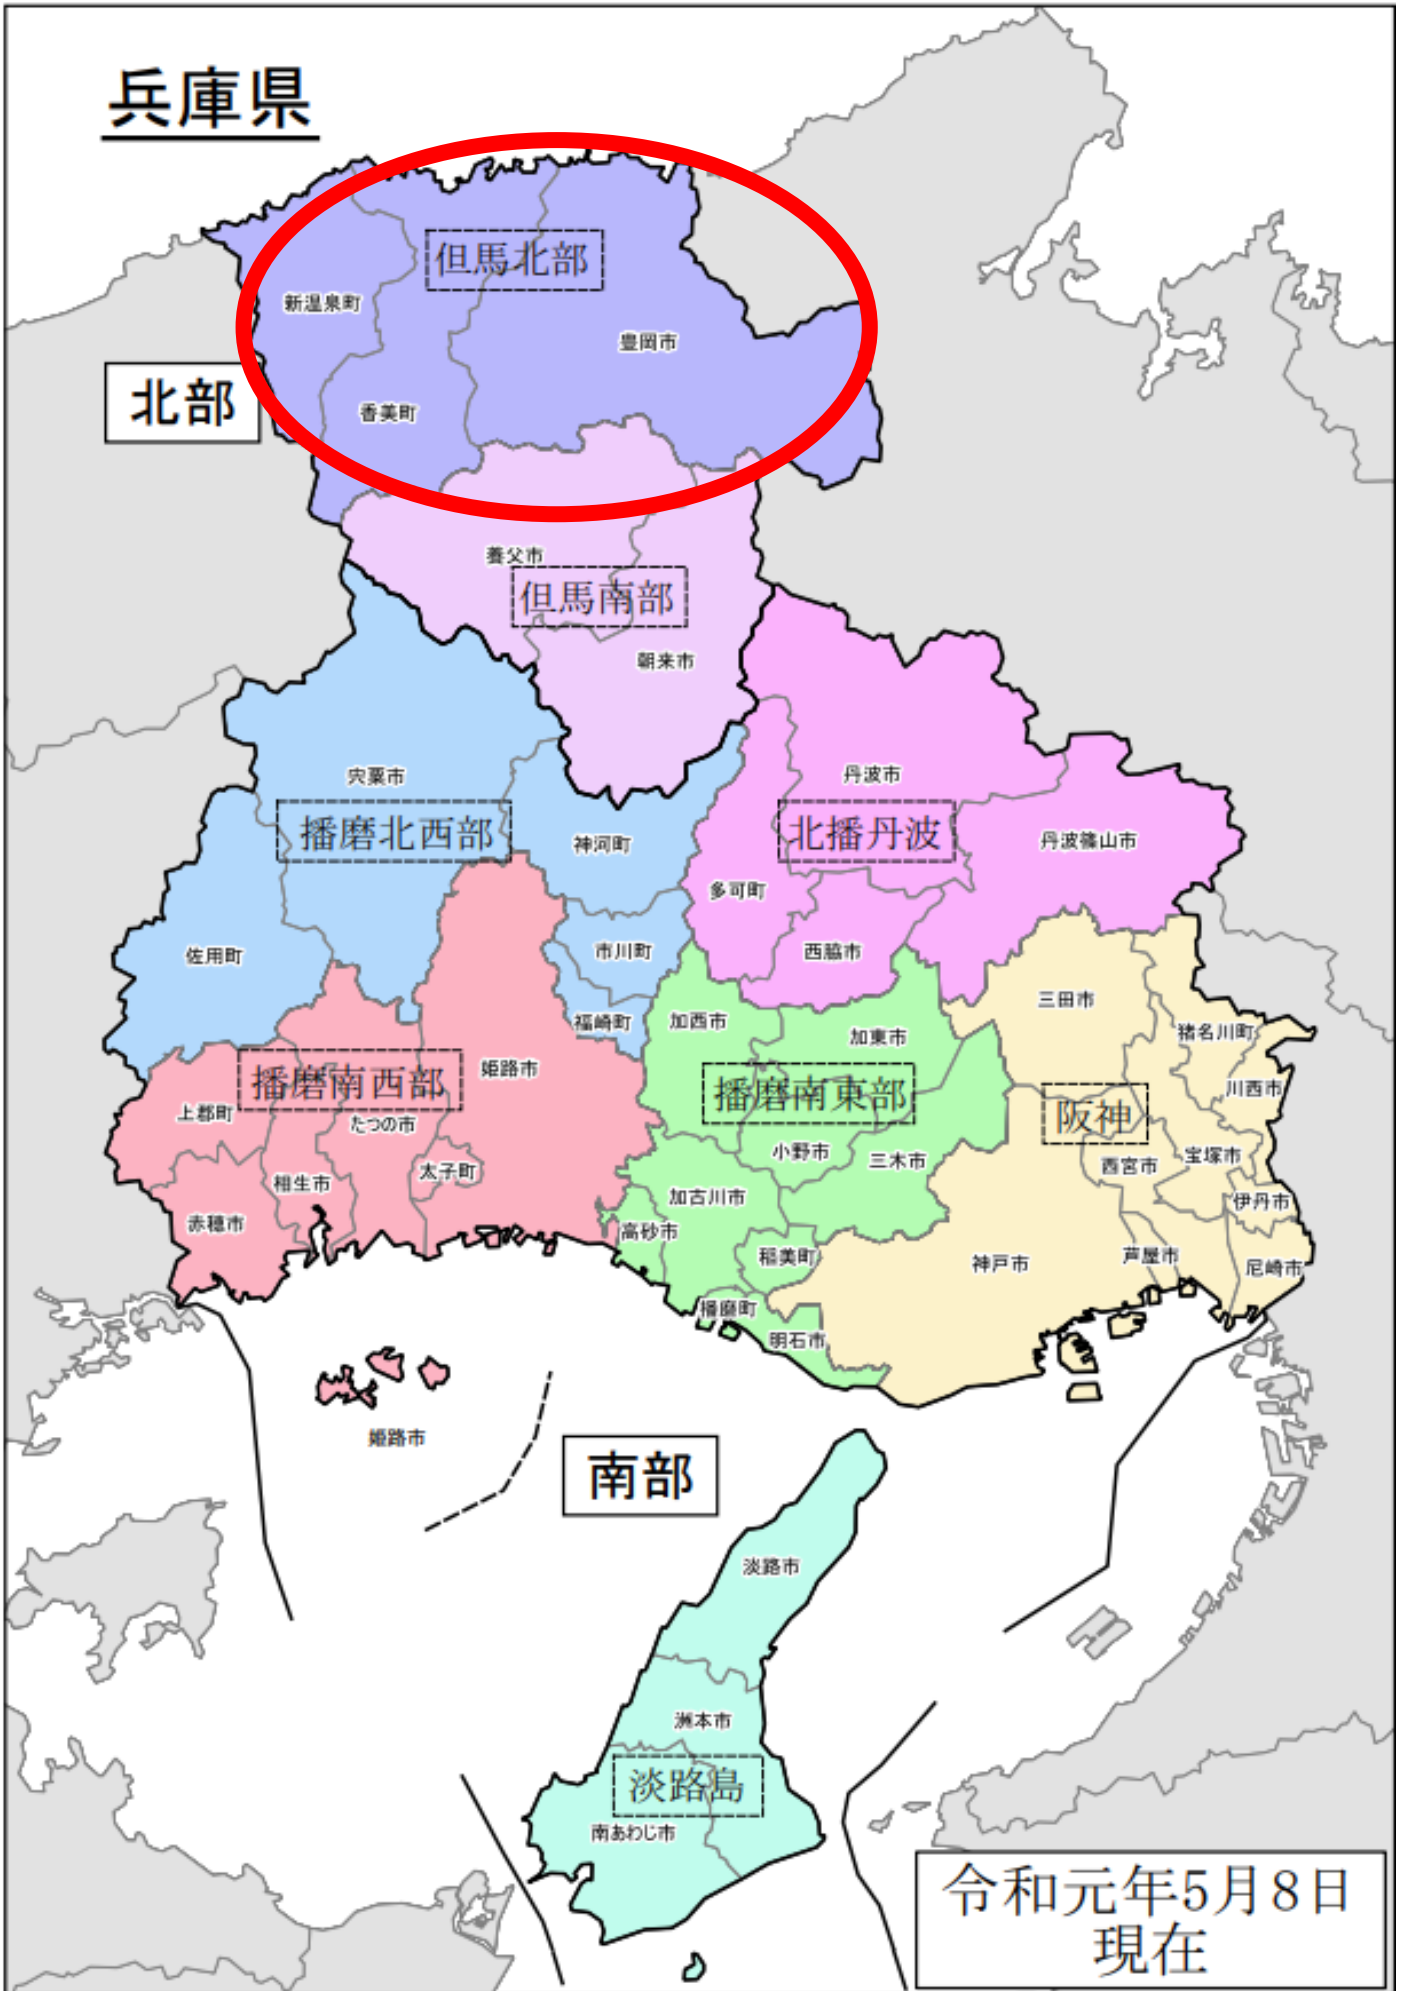 兵庫県
但馬北部
新温泉町
豊岡市
北部
香美町
養父市
但馬南部
朝来市
宍粟市
丹波市
播磨北西部
北播丹波
神河町
丹波篠山市
多可町
市川町
西脇市
佐用町
三田市
福崎町
加西市
猪名川町
加東市
姫路市
播磨南西部
播磨南東部
川西市
上郡町
阪神
たつの市
小野市
三木市
西宮市
宝塚市
太子町
相生市
加古川市
伊丹市
赤穂市
高砂市
稲美町
神戸市
芦屋市
尼崎市
播磨町
明石市
姫路市
南部
淡路市
洲本市
淡路島
南あわじ市
令和元年5月8日
現在